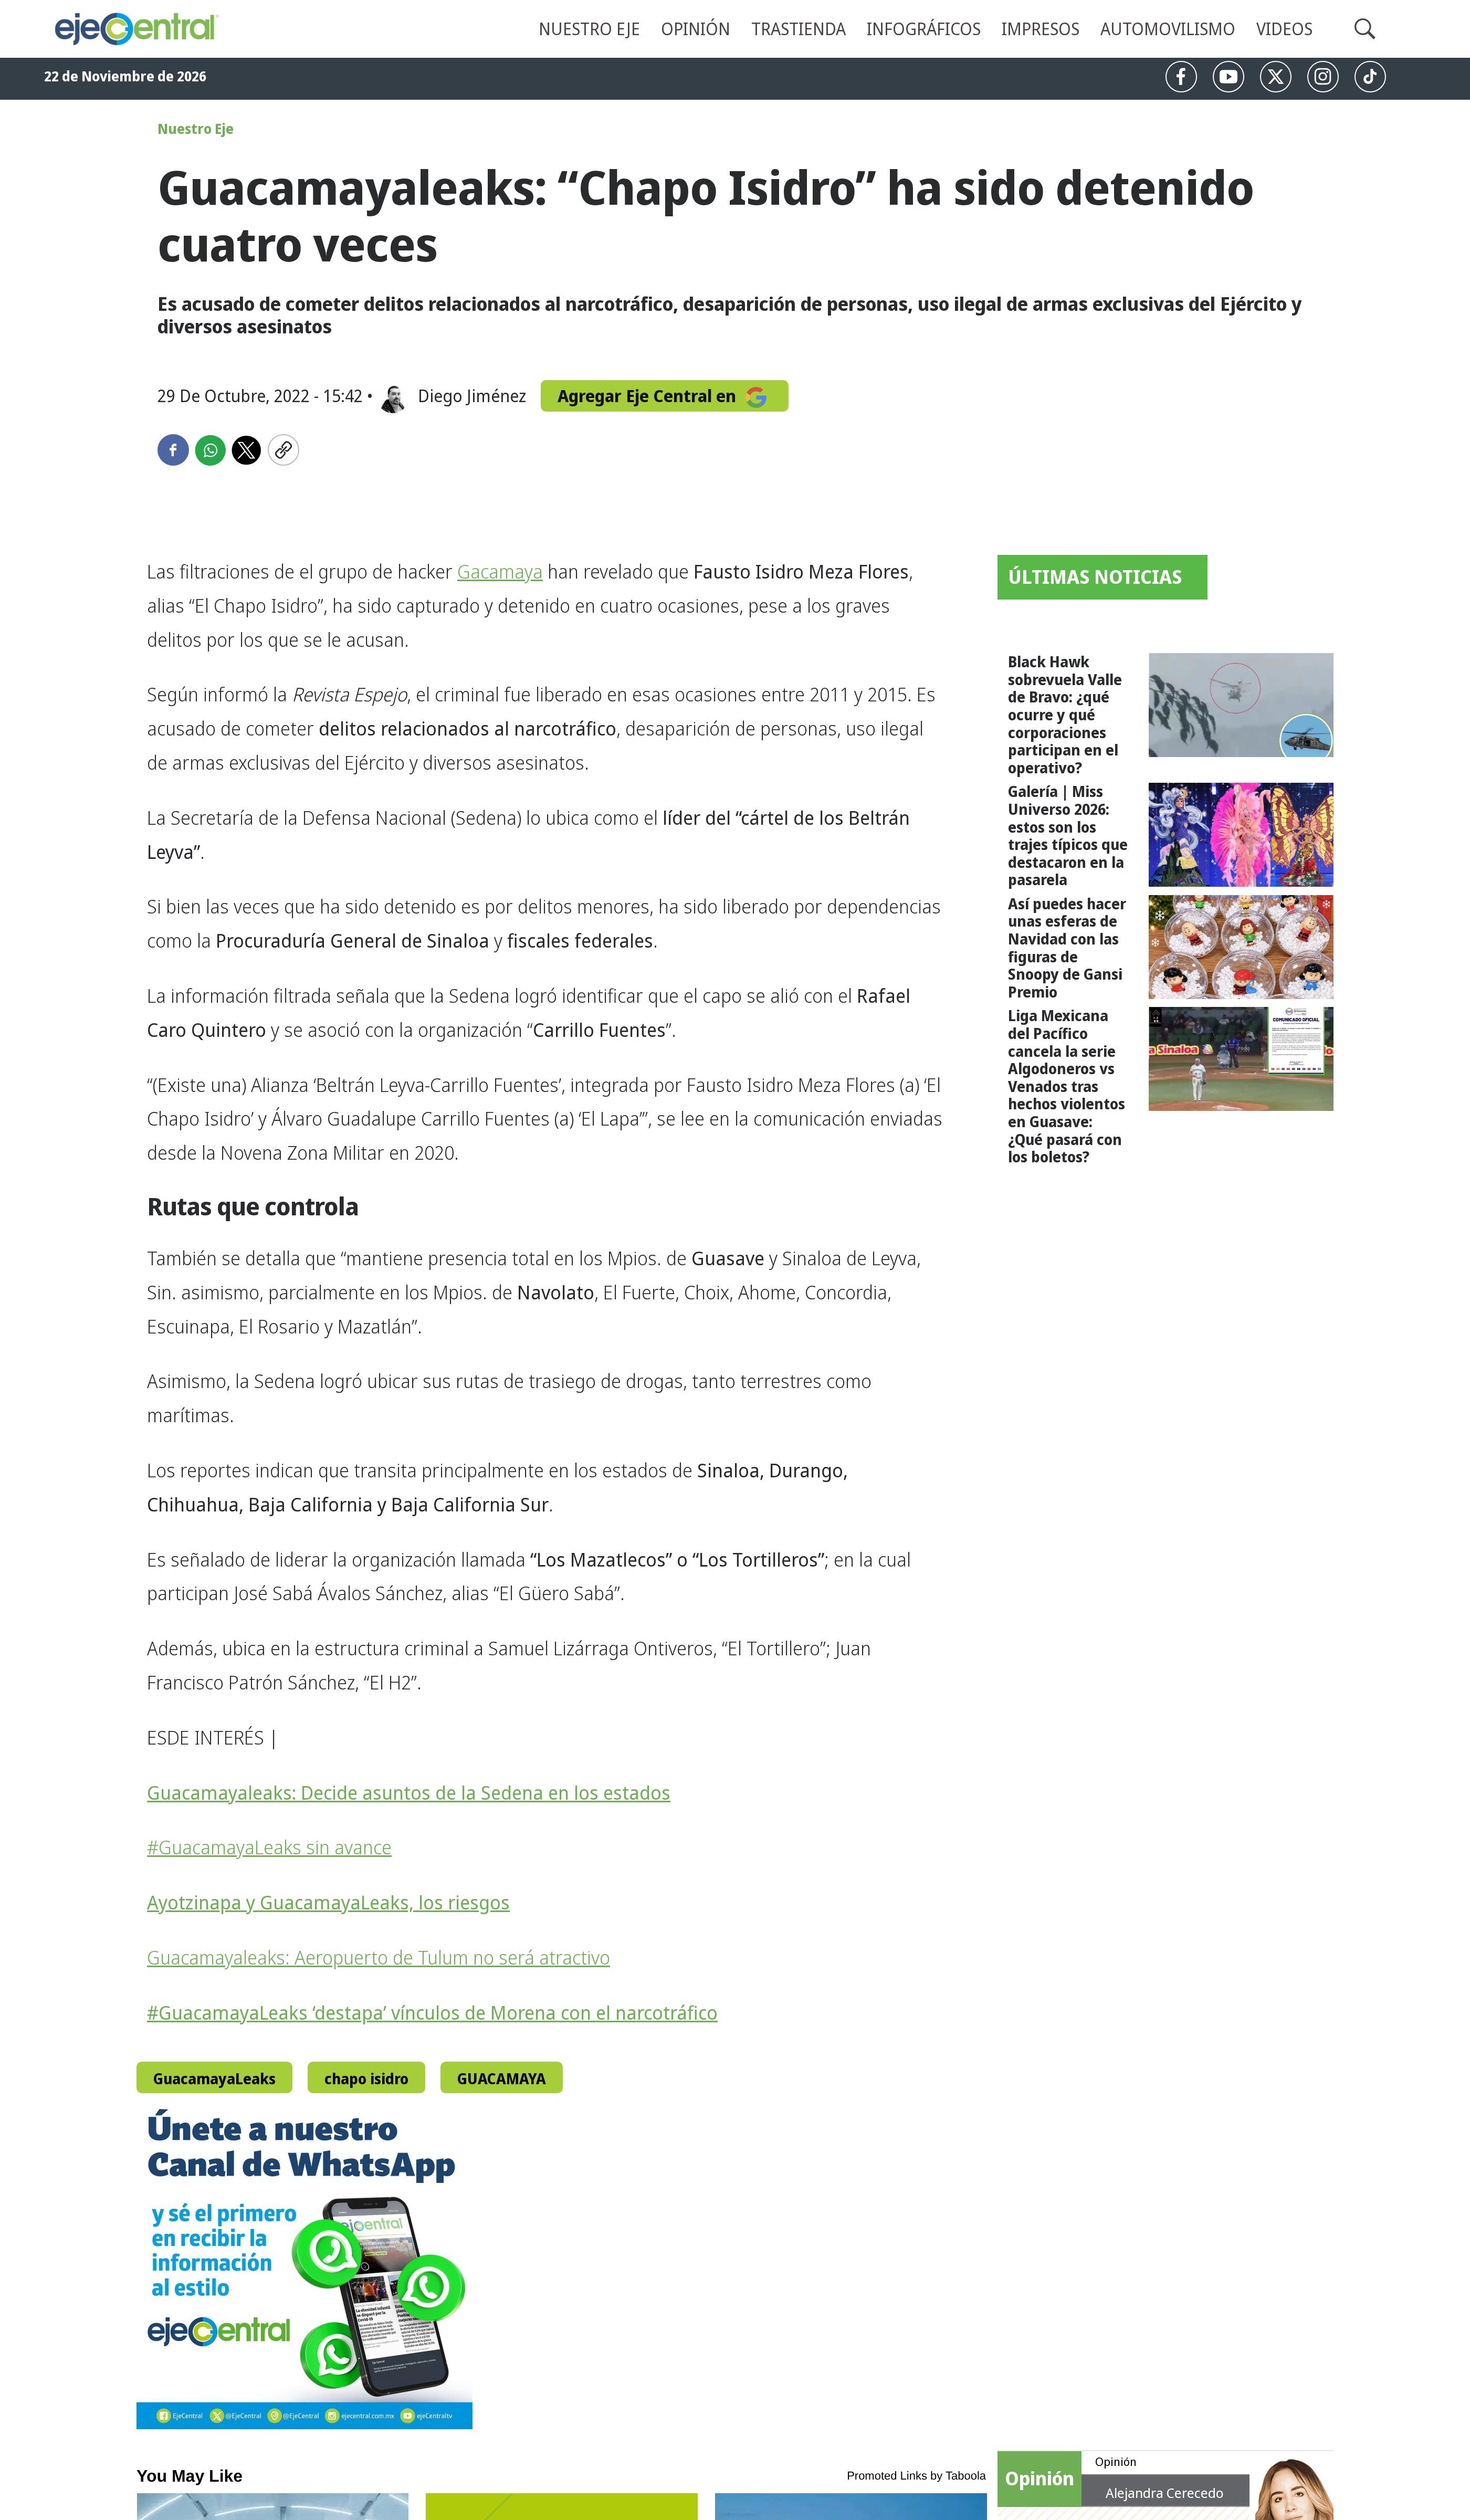 ejeCentral
NUESTRO EJE OPINIÓN TRASTIENDA INFOGRÁFICOS IMPRESOS AUTOMOVILISMO VIDEOS
22 de Noviembre de 2026
Nuestro Eje
Guacamayaleaks: “Chapo Isidro” ha sido detenido
cuatro veces
Es acusado de cometer delitos relacionados al narcotráfico, desaparición de personas, uso ilegal de armas exclusivas del Ejército y
diversos asesinatos
29 De Octubre, 2022 - 15:42 • Diego Jiménez Agregar Eje Central en
Las filtraciones de el grupo de hacker Gacamaya han revelado que Fausto Isidro Meza Flores,
alias “El Chapo Isidro”, ha sido capturado y detenido en cuatro ocasiones, pese a los graves
delitos por los que se le acusan.
Según informó la Revista Espejo, el criminal fue liberado en esas ocasiones entre 2011 y 2015. Es
acusado de cometer delitos relacionados al narcotráfico, desaparición de personas, uso ilegal
de armas exclusivas del Ejército y diversos asesinatos.
La Secretaría de la Defensa Nacional (Sedena) lo ubica como el líder del “cártel de los Beltrán
Leyva”.
Si bien las veces que ha sido detenido es por delitos menores, ha sido liberado por dependencias
como la Procuraduría General de Sinaloa y fiscales federales.
La información filtrada señala que la Sedena logró identificar que el capo se alió con el Rafael
Caro Quintero y se asoció con la organización “Carrillo Fuentes”.
“(Existe una) Alianza ‘Beltrán Leyva-Carrillo Fuentes’, integrada por Fausto Isidro Meza Flores (a) ‘El
Chapo Isidro’ y Álvaro Guadalupe Carrillo Fuentes (a) ‘El Lapa’”, se lee en la comunicación enviadas
desde la Novena Zona Militar en 2020.
Rutas que controla
También se detalla que “mantiene presencia total en los Mpios. de Guasave y Sinaloa de Leyva,
Sin. asimismo, parcialmente en los Mpios. de Navolato, El Fuerte, Choix, Ahome, Concordia,
Escuinapa, El Rosario y Mazatlán”.
Asimismo, la Sedena logró ubicar sus rutas de trasiego de drogas, tanto terrestres como
marítimas.
Los reportes indican que transita principalmente en los estados de Sinaloa, Durango,
Chihuahua, Baja California y Baja California Sur.
Es señalado de liderar la organización llamada “Los Mazatlecos” o “Los Tortilleros”; en la cual
participan José Sabá Ávalos Sánchez, alias “El Güero Sabá”.
Además, ubica en la estructura criminal a Samuel Lizárraga Ontiveros, “El Tortillero”; Juan
Francisco Patrón Sánchez, “El H2”.
ESDE INTERÉS |
Guacamayaleaks: Decide asuntos de la Sedena en los estados
#GuacamayaLeaks sin avance
Ayotzinapa y GuacamayaLeaks, los riesgos
Guacamayaleaks: Aeropuerto de Tulum no será atractivo
#GuacamayaLeaks ‘destapa’ vínculos de Morena con el narcotráfico
GuacamayaLeaks chapo isidro GUACAMAYA
Únete a nuestro
Canal de WhatsApp
y sé el primero
en recibir la
información
al estilo
ejeCentral
EjeCentral @EjeCentral @EjeCentral ejecentral.com.mx ejeCentraltv
You May Like
Promoted Links by Taboola
ÚLTIMAS NOTICIAS
Black Hawk
sobrevuela Valle
de Bravo: ¿qué
ocurre y qué
corporaciones
participan en el
operativo?
Galería | Miss
Universo 2026:
estos son los
trajes típicos que
destacaron en la
pasarela
Así puedes hacer
unas esferas de
Navidad con las
figuras de
Snoopy de Gansi
Premio
Liga Mexicana
del Pacífico
cancela la serie
Algodoneros vs
Venados tras
hechos violentos
en Guasave:
¿Qué pasará con
los boletos?
COMUNICADO OFICIAL
a Sinaloa
Opinión
Opinión
Alejandra Cerecedo